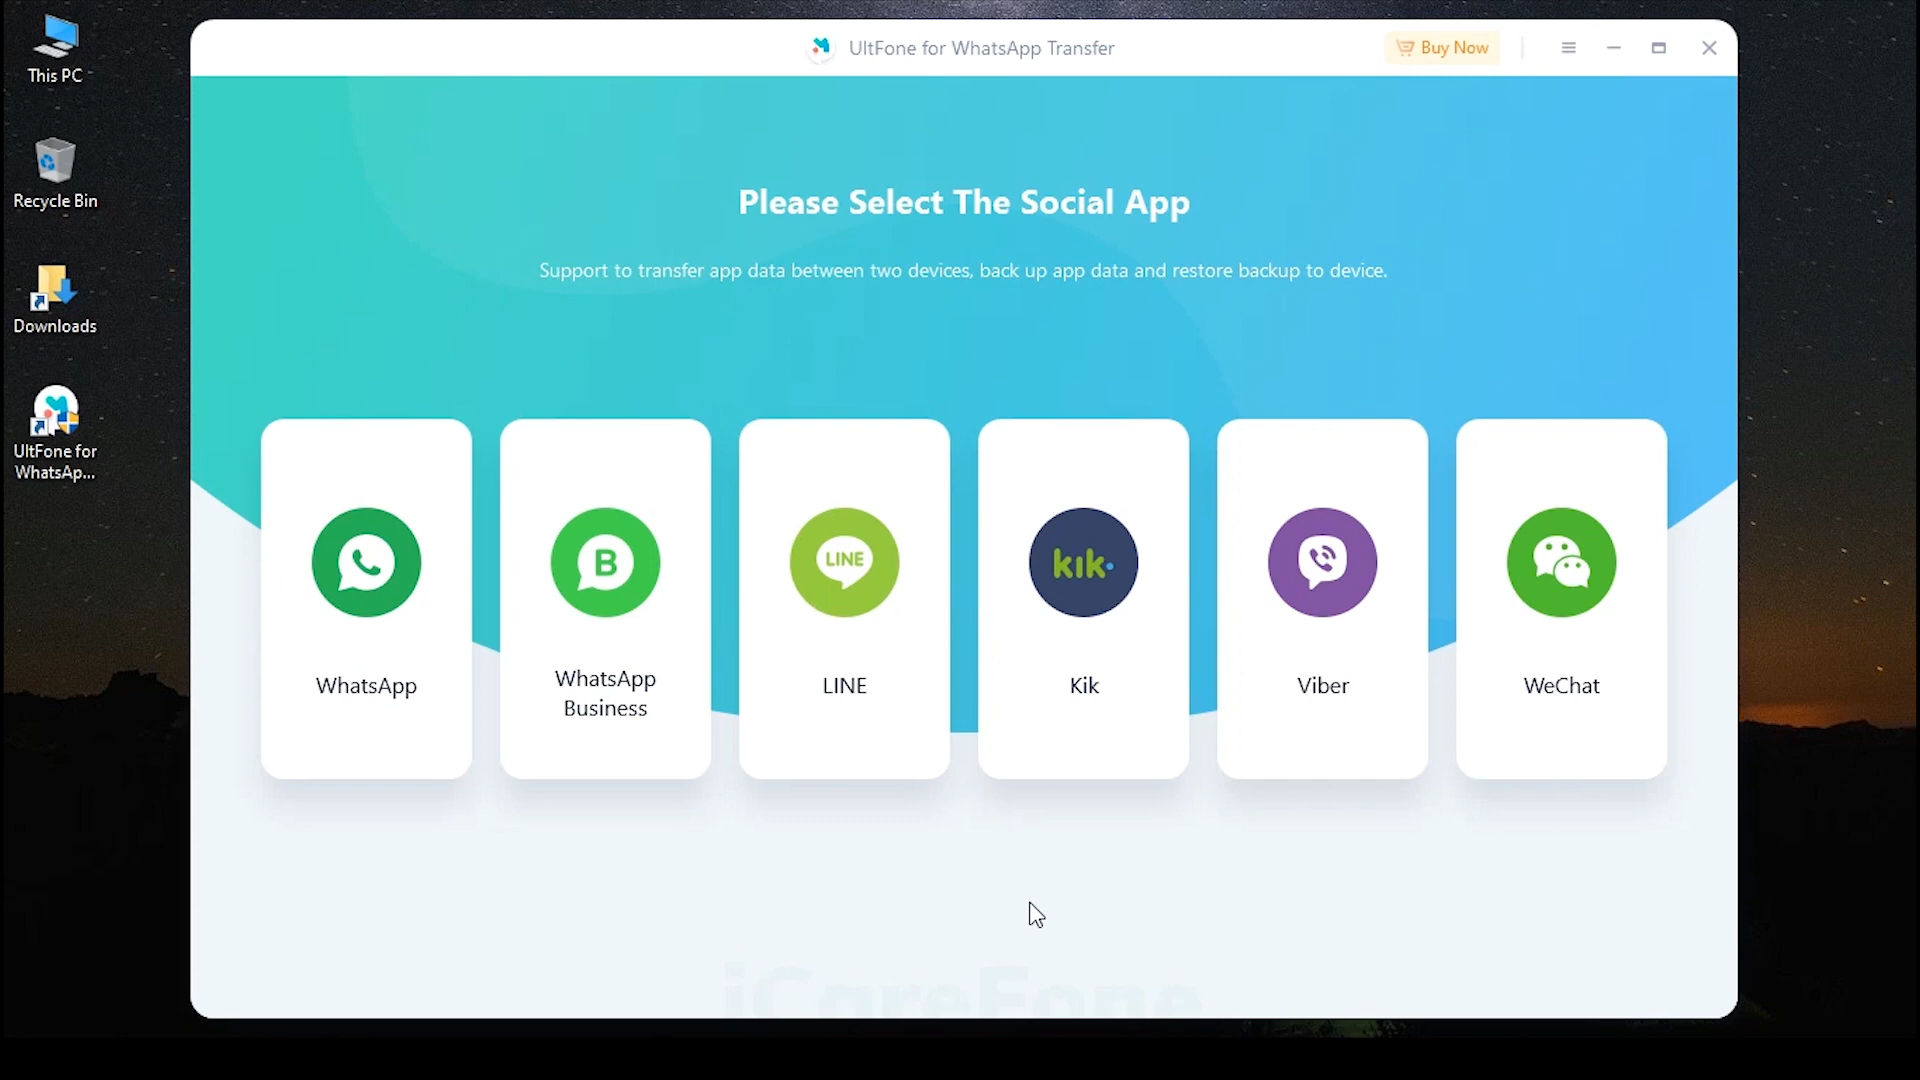 This PC
Recycle Bin
Downloads
UltFone for
WhatsAp...
UltFone for WhatsApp Transfer
Buy Now
Please Select The Social App
Support to transfer app data between two devices, back up app data and restore backup to device.
B
LINE
kik
WhatsApp
WhatsApp
Business
LINE
Kik
Viber
WeChat
iCareFone